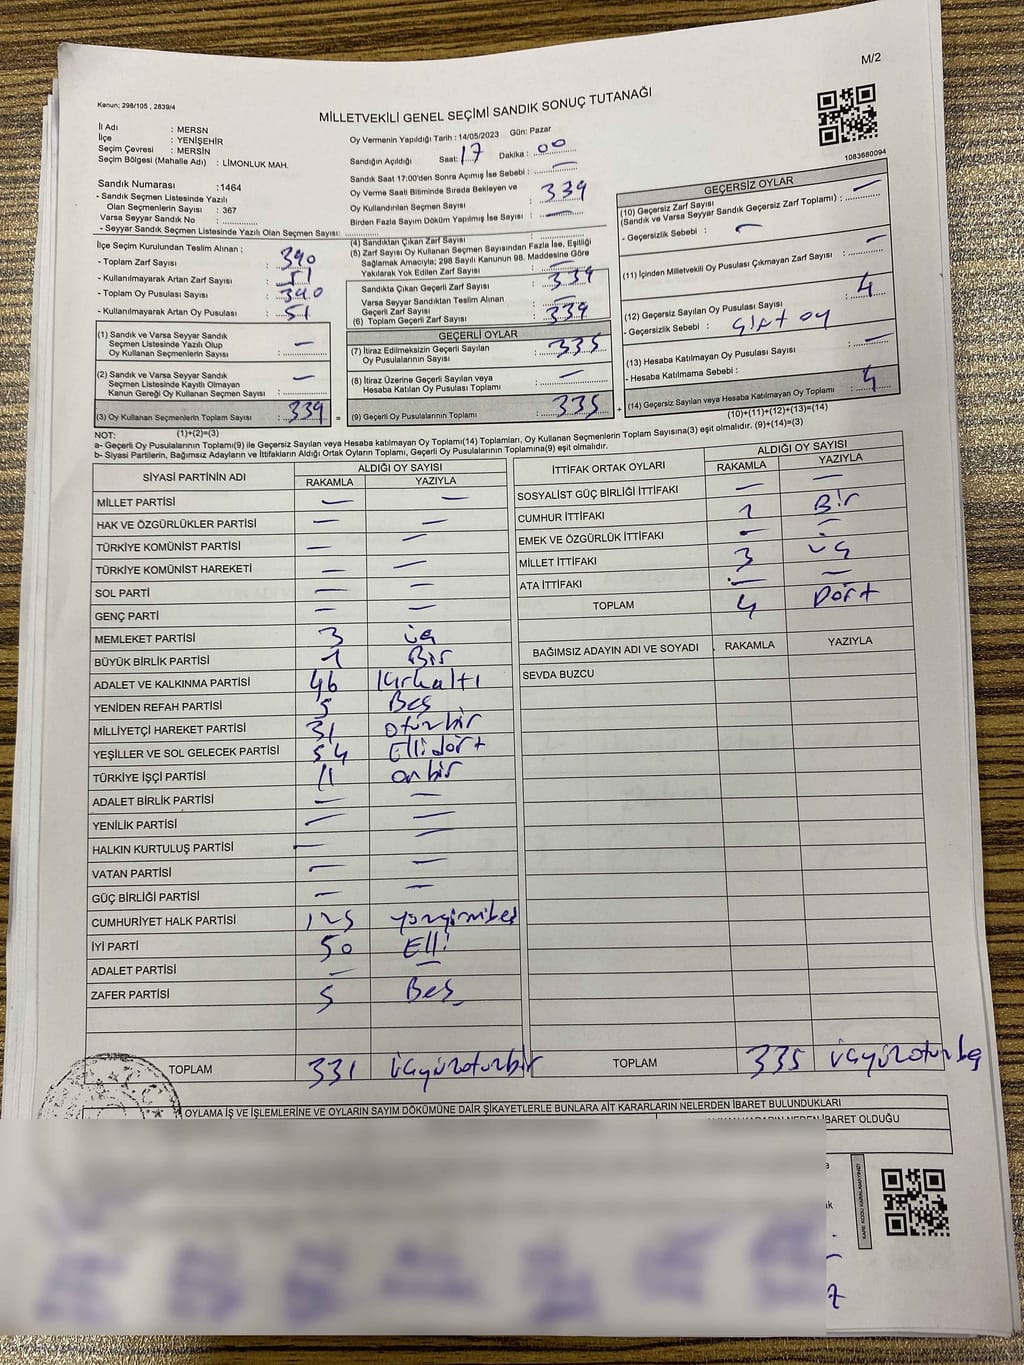 M/2
Kanun; 298/105 , 2839/4
MİLLETVEKİLİ GENEL SEÇİMİ SANDIK SONUÇ TUTANAĞI
İl Adı : MERSN
İlçe : YENİŞEHİR
Seçim Çevresi : MERSİN
Seçim Bölgesi (Mahalle Adı) : LİMONLUK MAH.
Oy Vermenin Yapıldığı Tarih : 14/05/2023 Gün: Pazar
Sandığın Açıldığı Saat: 17 Dakika : 00
Sandık Saat 17:00'den Sonra Açımış İse Sebebi : —
Oy Verme Saati Bitiminde Sırada Bekleyen ve
Oy Kullandırılan Seçmen Sayısı : 339
Birden Fazla Sayım Döküm Yapılmış İse Sayısı : —
1083660094
Sandık Numarası :1464
- Sandık Seçmen Listesinde Yazılı
Olan Seçmenlerin Sayısı : 367
Varsa Seyyar Sandık No :
- Seyyar Sandık Seçmen Listesinde Yazılı Olan Seçmen Sayısı:
İlçe Seçim Kurulundan Teslim Alınan ;
- Toplam Zarf Sayısı : 390
- Kullanılmayarak Artan Zarf Sayısı : 51
- Toplam Oy Pusulası Sayısı : 390
- Kullanılmayarak Artan Oy Pusulası : 51
(4) Sandıktan Çıkan Zarf Sayısı :
(5) Zarf Sayısı Oy Kullanan Seçmen Sayısından Fazla İse, Eşitliği
Sağlamak Amacıyla; 298 Sayılı Kanunun 98. Maddesine Göre
Yakılarak Yok Edilen Zarf Sayısı : —
Sandıkta Çıkan Geçerli Zarf Sayısı : 339
Varsa Seyyar Sandıktan Teslim Alınan
Geçerli Zarf Sayısı : —
(6) Toplam Geçerli Zarf Sayısı : 339
GEÇERSİZ OYLAR
(10) Geçersiz Zarf Sayısı
(Sandık ve Varsa Seyyar Sandık Geçersiz Zarf Toplamı) : —
- Geçersizlik Sebebi : —
(11) İçinden Milletvekili Oy Pusulası Çıkmayan Zarf Sayısı : —
(12) Geçersiz Sayılan Oy Pusulası Sayısı : 4
- Geçersizlik Sebebi : Çift oy
(13) Hesaba Katılmayan Oy Pusulası Sayısı : —
- Hesaba Katılmama Sebebi :
(14) Geçersiz Sayılan veya Hesaba Katılmayan Oy Toplamı : 4
(10)+(11)+(12)+(13)=(14)
(1) Sandık ve Varsa Seyyar Sandık
Seçmen Listesinde Yazılı Olup
Oy Kullanan Seçmenlerin Sayısı : —
(2) Sandık ve Varsa Seyyar Sandık
Seçmen Listesinde Kayıtlı Olmayan
Kanun Gereği Oy Kullanan Seçmen Sayısı : —
(3) Oy Kullanan Seçmenlerin Toplam Sayısı : 339 =
(1)+(2)=(3)
GEÇERLİ OYLAR
(7) İtiraz Edilmeksizin Geçerli Sayılan
Oy Pusulalarının Sayısı : 335
(8) İtiraz Üzerine Geçerli Sayılan veya
Hesaba Katılan Oy Pusulası Toplamı : —
(9) Geçerli Oy Pusulalarının Toplamı : 335 +
NOT:
a- Geçerli Oy Pusulalarının Toplamı(9) ile Geçersiz Sayılan veya Hesaba Katılmayan Oy Toplamı(14) Toplamları, Oy Kullanan Seçmenlerin Toplam Sayısına(3) eşit olmalıdır. (9)+(14)=(3)
b- Siyasi Partilerin, Bağımsız Adayların ve İttifakların Aldığı Ortak Oyların Toplamı, Geçerli Oy Pusulalarının Toplamına(9) eşit olmalıdır.
SİYASİ PARTİNİN ADI ALDIĞI OY SAYISI
RAKAMLA YAZIYLA
MİLLET PARTİSİ — —
HAK VE ÖZGÜRLÜKLER PARTİSİ — —
TÜRKİYE KOMÜNİST PARTİSİ — —
TÜRKİYE KOMÜNİST HAREKETİ — —
SOL PARTİ — —
GENÇ PARTİ — —
MEMLEKET PARTİSİ 3 üç
BÜYÜK BİRLİK PARTİSİ 1 Bir
ADALET VE KALKINMA PARTİSİ 46 Kırkaltı
YENİDEN REFAH PARTİSİ 5 Beş
MİLLİYETÇİ HAREKET PARTİSİ 31 otuzbir
YEŞİLLER VE SOL GELECEK PARTİSİ 54 Ellidört
TÜRKİYE İŞÇİ PARTİSİ 11 onbir
ADALET BİRLİK PARTİSİ — —
YENİLİK PARTİSİ — —
HALKIN KURTULUŞ PARTİSİ — —
VATAN PARTİSİ — —
GÜÇ BİRLİĞİ PARTİSİ — —
CUMHURİYET HALK PARTİSİ 125 yüzyirmibeş
İYİ PARTİ 50 Elli
ADALET PARTİSİ — —
ZAFER PARTİSİ 5 Beş
TOPLAM 331 üçyüzotuzbir
İTTİFAK ORTAK OYLARI ALDIĞI OY SAYISI
RAKAMLA YAZIYLA
SOSYALİST GÜÇ BİRLİĞİ İTTİFAKI — —
CUMHUR İTTİFAKI 1 Bir
EMEK VE ÖZGÜRLÜK İTTİFAKI — —
MİLLET İTTİFAKI 3 üç
ATA İTTİFAKI — —
TOPLAM 4 Dört
BAĞIMSIZ ADAYIN ADI VE SOYADI RAKAMLA YAZIYLA
SEVDA BUZCU
TOPLAM 335 üçyüzotuzbeş
OYLAMA İŞ VE İŞLEMLERİNE VE OYLARIN SAYIM DÖKÜMÜNE DAİR ŞİKAYETLERLE BUNLARA AİT KARARLARIN NELERDEN İBARET BULUNDUKLARI
KARARIN NEDEN İBARET OLDUĞU
KARE KODU KARALAMAYINIZ!